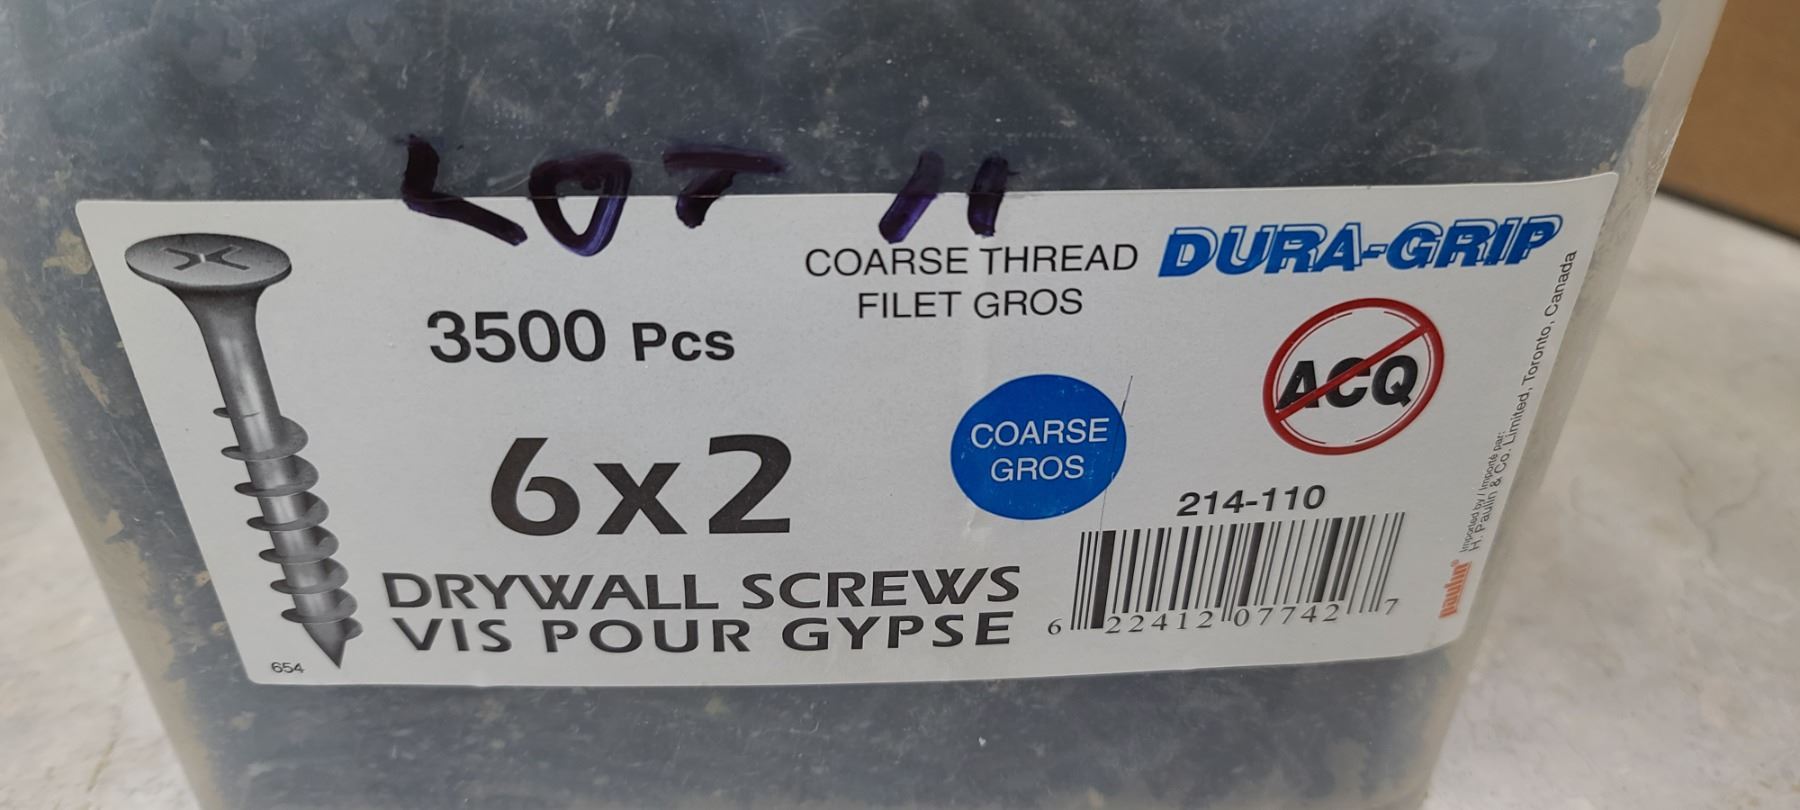 LOT 11
COARSE THREAD
FILET GROS
DURA-GRIP
3500 Pcs
ACQ
COARSE
GROS
6x2
214-110
DRYWALL SCREWS
VIS POUR GYPSE
6 22412 07742 7
654
Imported by / Importé par:
H. Paulin & Co. Limited, Toronto, Canada
paulin®